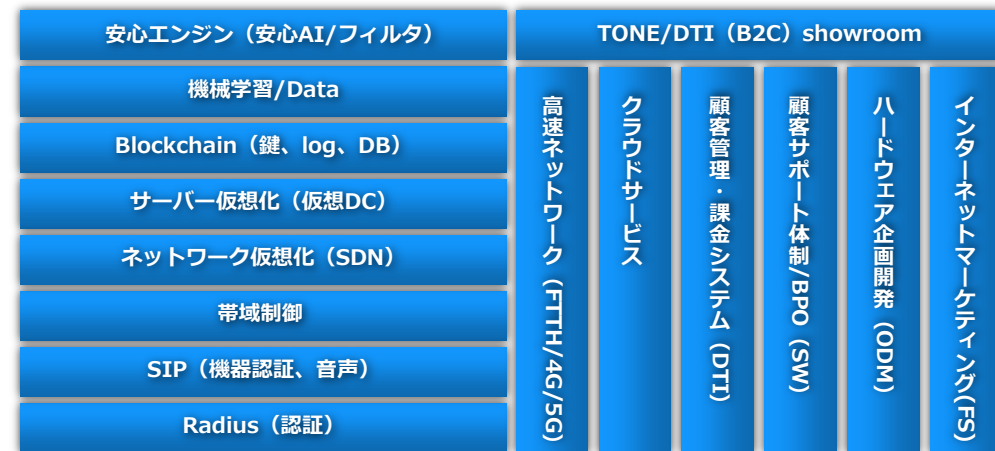 安心エンジン（安心AI/フィルタ）
機械学習/Data
Blockchain（鍵、log、DB）
サーバー仮想化（仮想DC）
ネットワーク仮想化（SDN）
帯域制御
SIP（機器認証、音声）
Radius（認証）
TONE/DTI（B2C）showroom
高速ネットワーク（FTTH/4G/5G）
クラウドサービス
顧客管理・課金システム（DTI）
顧客サポート体制/BPO（SW）
ハードウェア企画開発（ODM）
インターネットマーケティング(FS)